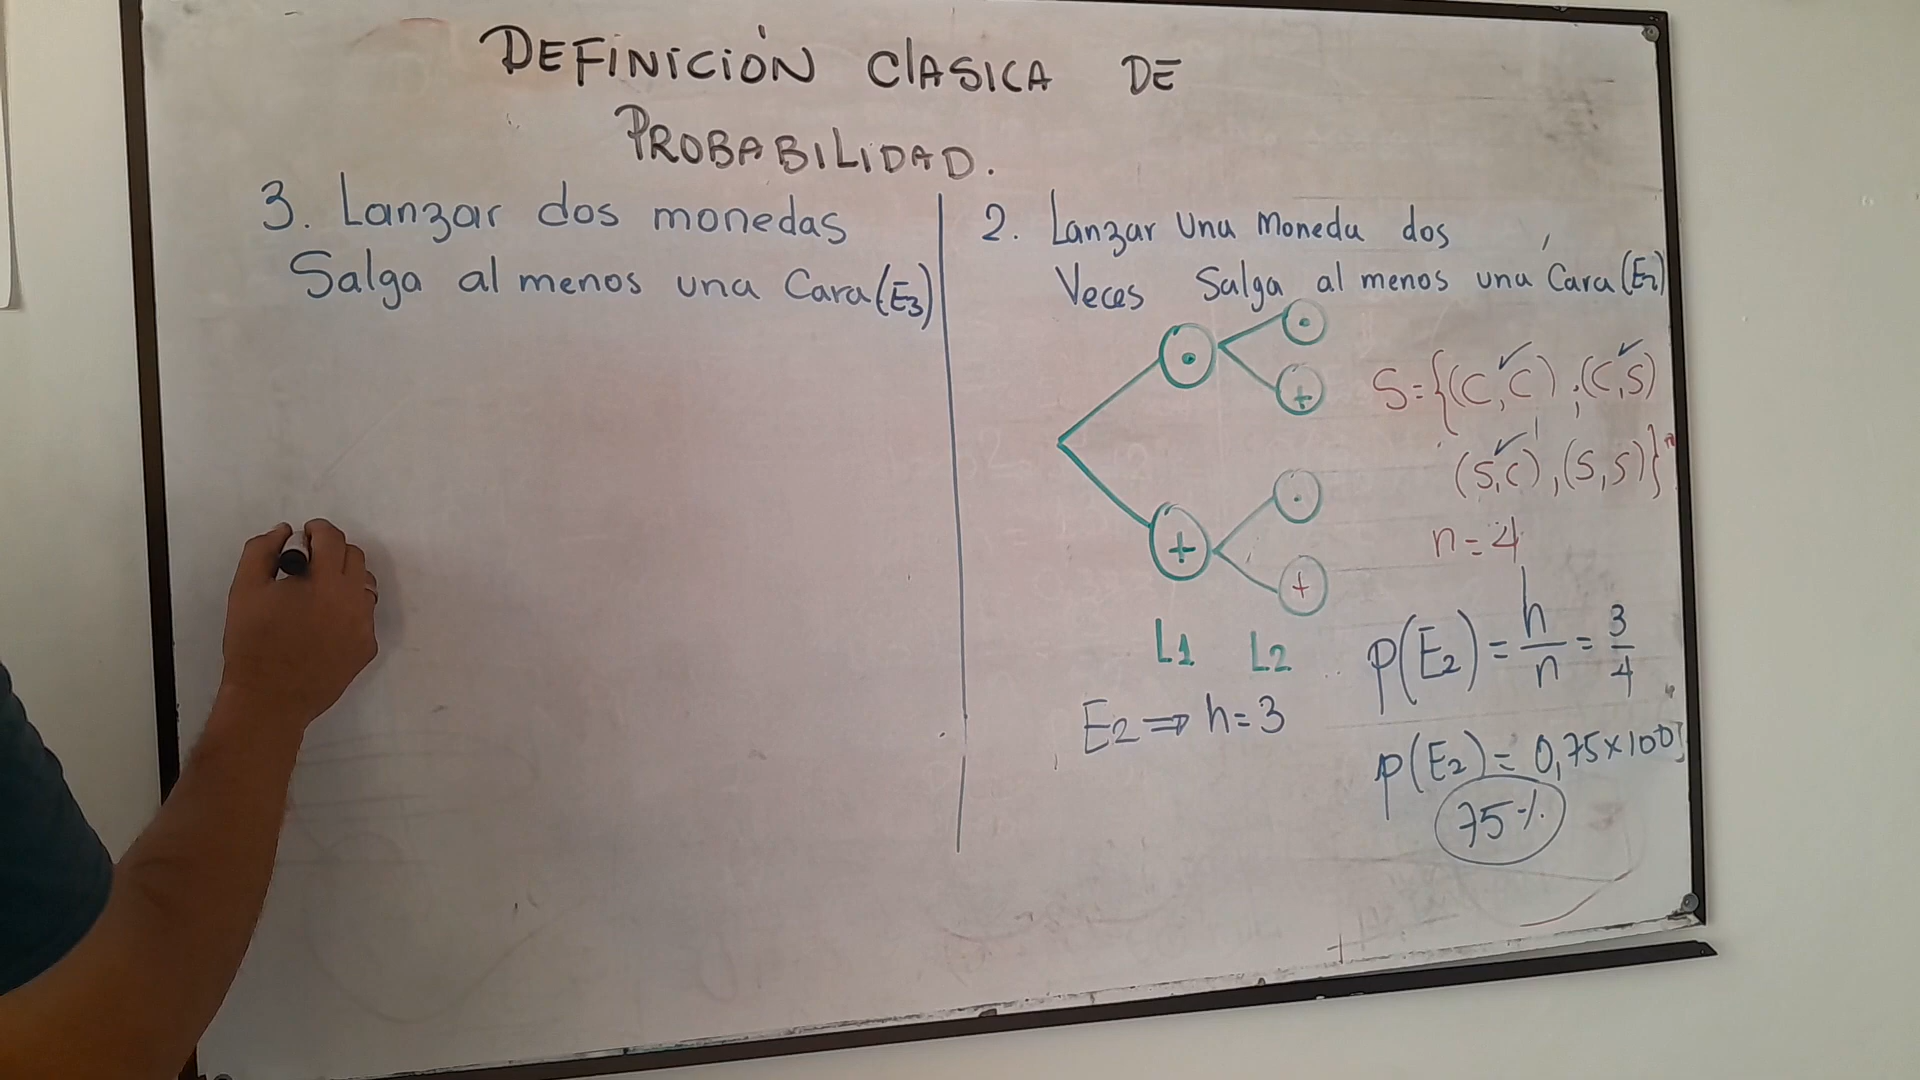 DEFINICIÓN CLASICA DE
PROBABILIDAD.
3. Lanzar dos monedas
Salga al menos una Cara (E3)
2. Lanzar Una Moneda dos
Veces Salga al menos una Cara (E2)
S={(C,C) ;(C,S)
(S,C),(S,S)}
n=4
L1 L2
E2 ⇒ h=3
P(E2) = h/n = 3/4
P(E2) = 0,75×100
75%